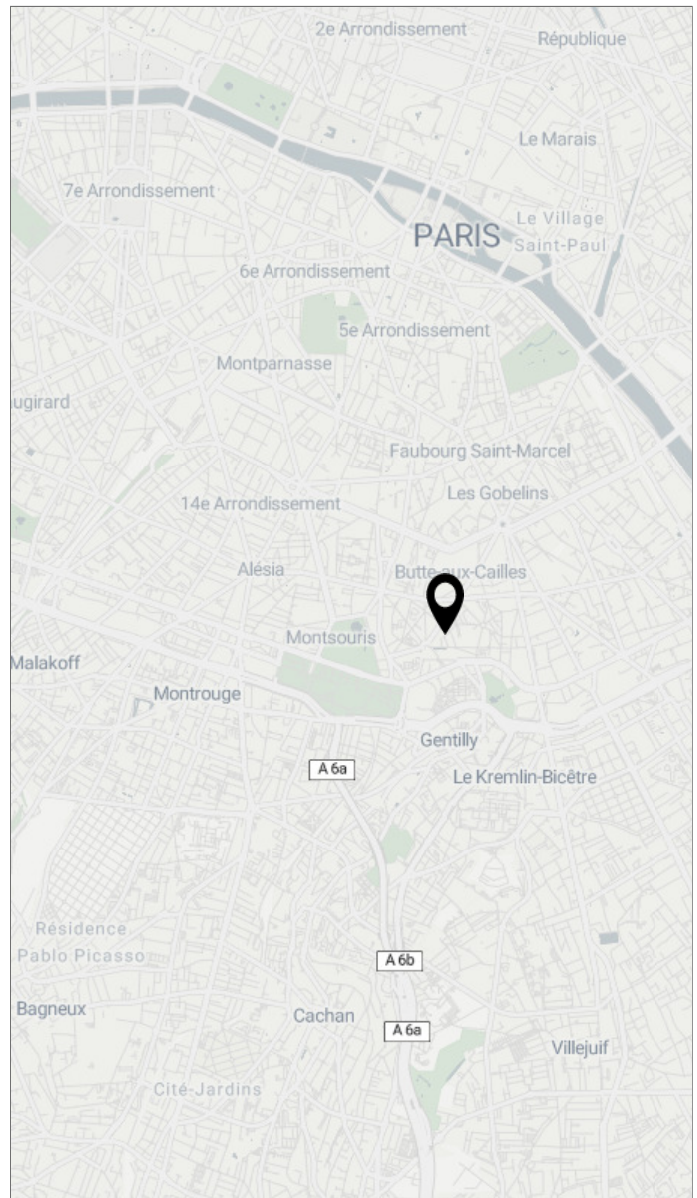 2e Arrondissement
République
Le Marais
7e Arrondissement
Le Village
Saint-Paul
PARIS
6e Arrondissement
5e Arrondissement
Montparnasse
ugirard
Faubourg Saint-Marcel
Les Gobelins
14e Arrondissement
Alésia
Butte-aux-Cailles
Montsouris
Malakoff
Montrouge
Gentilly
A 6a
Le Kremlin-Bicêtre
Résidence
Pablo Picasso
A 6b
Bagneux
Cachan
A 6a
Villejuif
Cité-Jardins